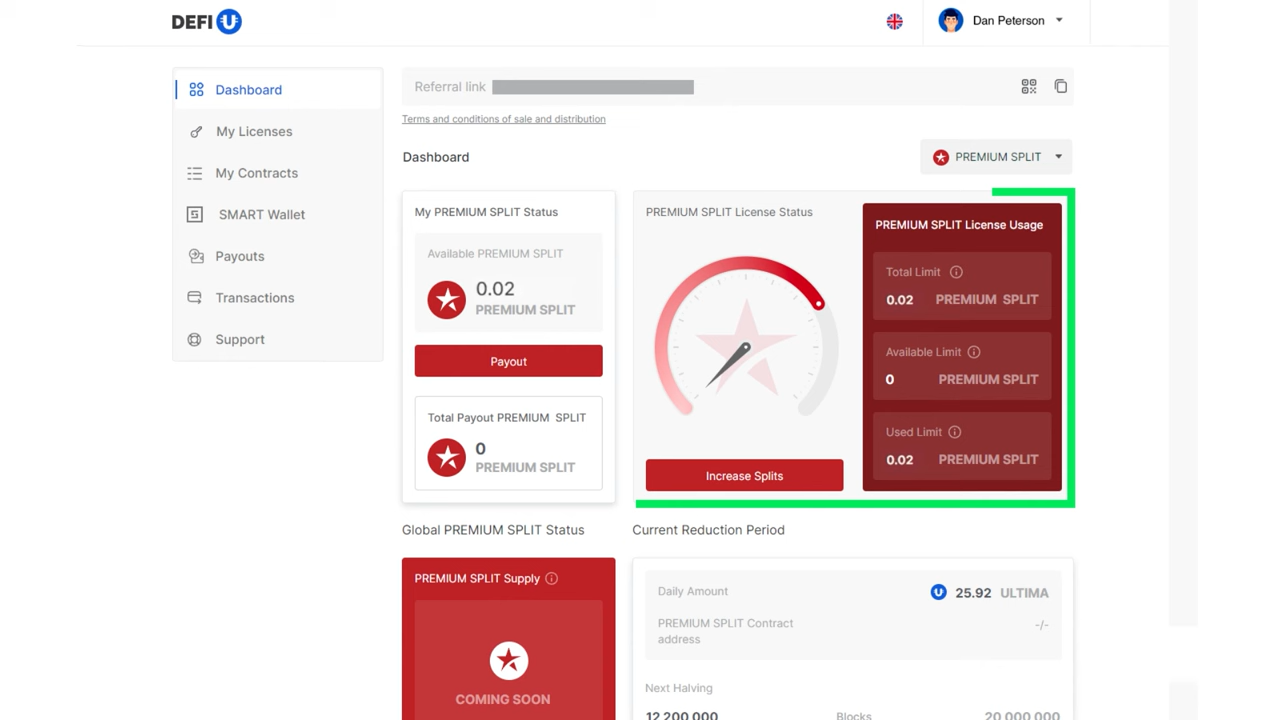 DEFI U
Dan Peterson
Dashboard
My Licenses
My Contracts
SMART Wallet
Payouts
Transactions
Support
Referral link
Terms and conditions of sale and distribution
Dashboard
PREMIUM SPLIT
My PREMIUM SPLIT Status
Available PREMIUM SPLIT
0.02
PREMIUM SPLIT
Payout
Total Payout PREMIUM SPLIT
0
PREMIUM SPLIT
PREMIUM SPLIT License Status
Increase Splits
PREMIUM SPLIT License Usage
Total Limit
0.02 PREMIUM SPLIT
Available Limit
0 PREMIUM SPLIT
Used Limit
0.02 PREMIUM SPLIT
Global PREMIUM SPLIT Status
PREMIUM SPLIT Supply
COMING SOON
Current Reduction Period
Daily Amount
25.92 ULTIMA
PREMIUM SPLIT Contract
address
-/-
Next Halving
12 200 000 Blocks 20 000 000